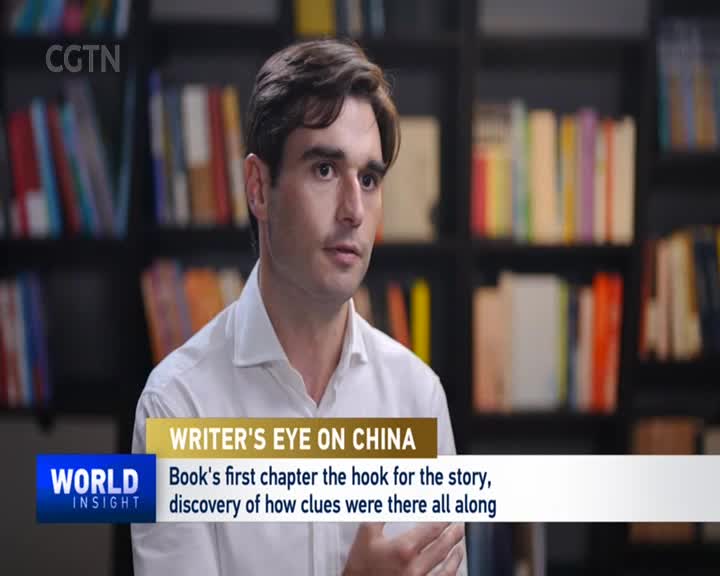 CGTN
WRITER'S EYE ON CHINA
WORLD
INSIGHT
Book's first chapter the hook for the story,
discovery of how clues were there all along